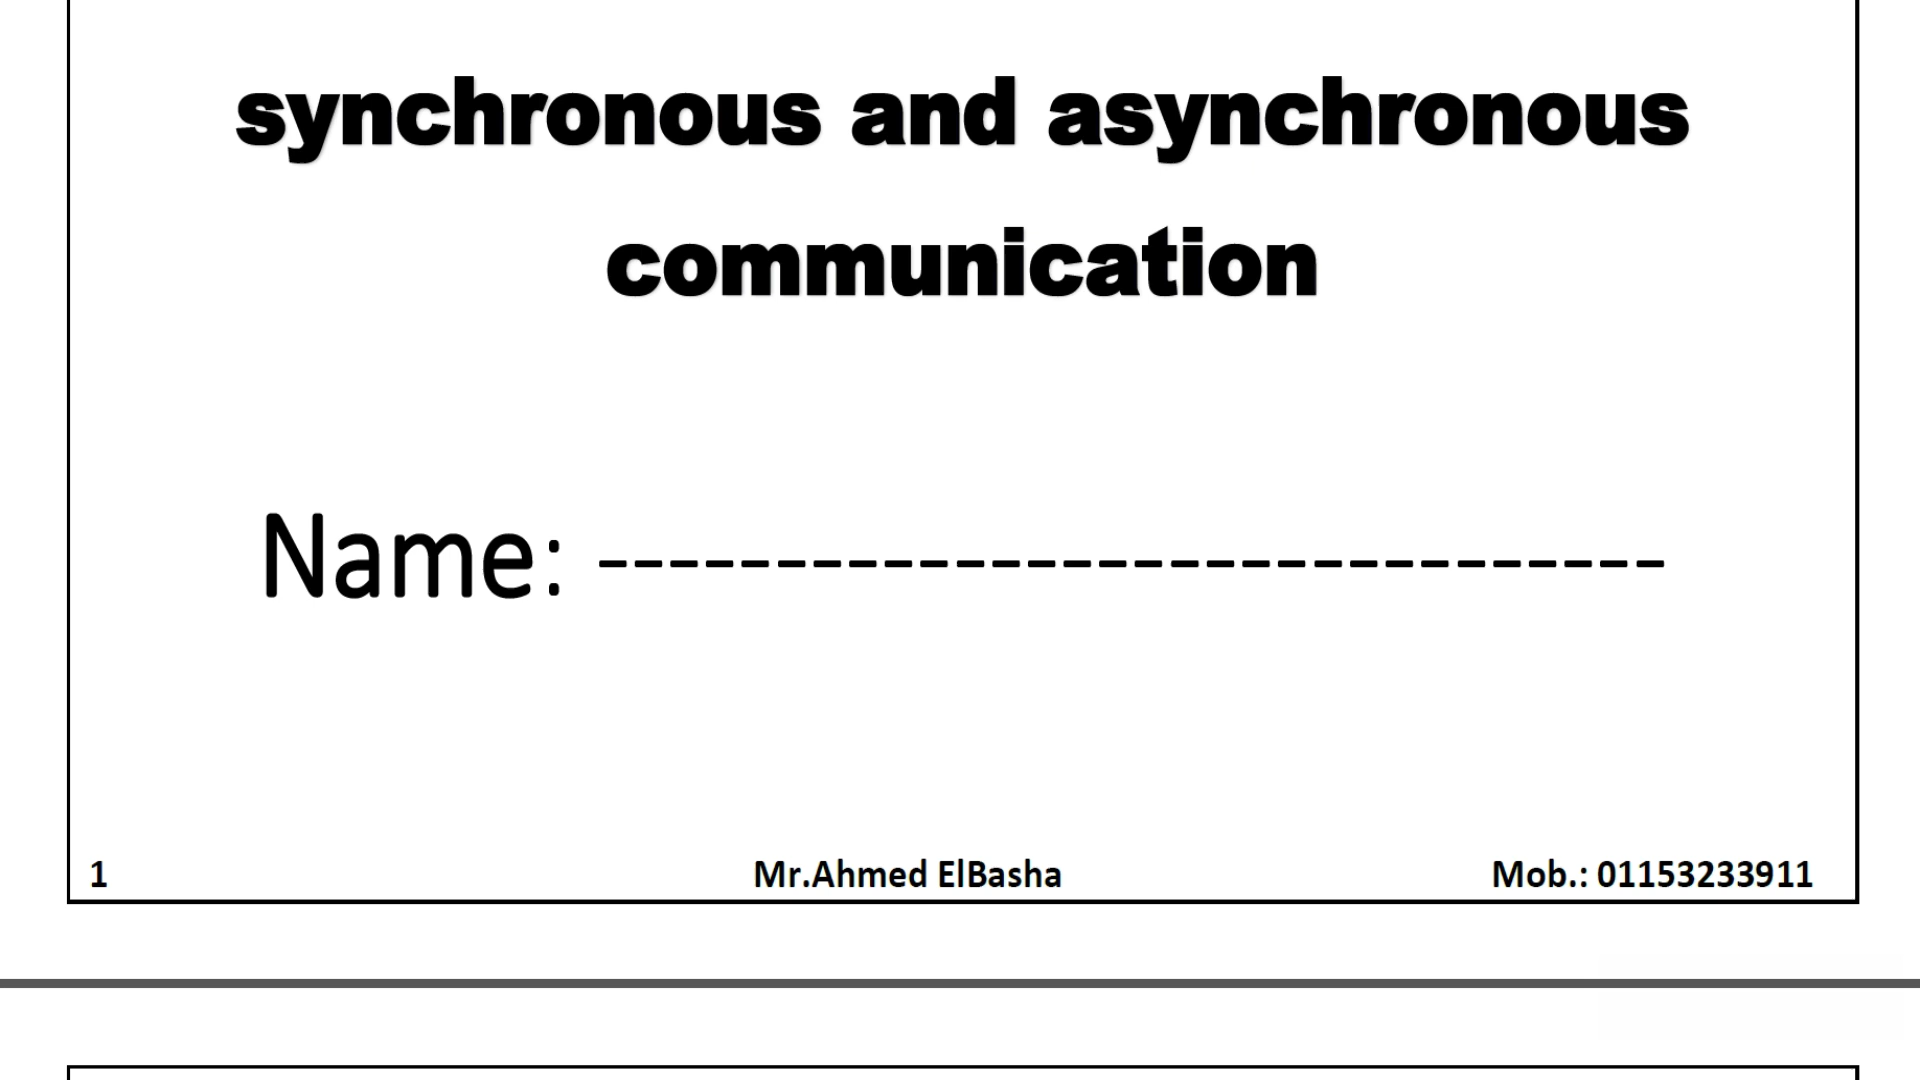 synchronous and asynchronous
communication
Name: ------------------------------
1 Mr.Ahmed ElBasha Mob.: 01153233911